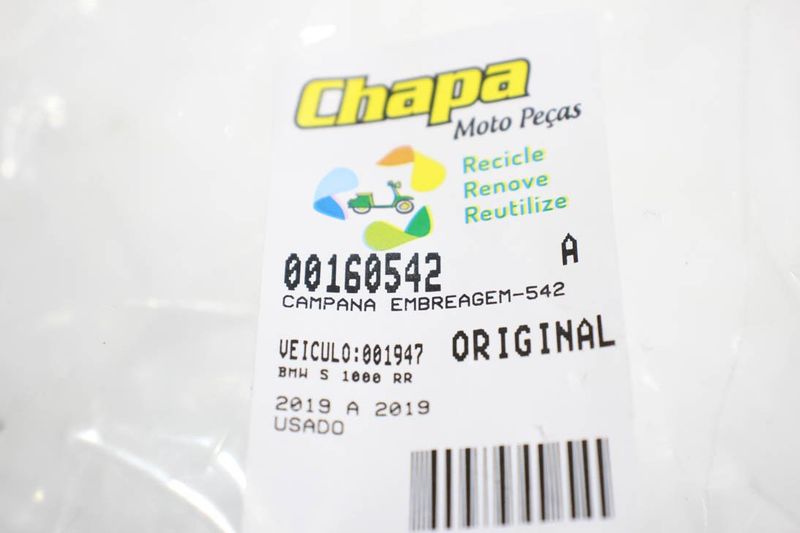 Chapa
Moto Peças
Recicle
Renove
Reutilize
00160542 A
CAMPANA EMBREAGEM-542
VEICULO:001947 ORIGINAL
BMW S 1000 RR
2019 A 2019
USADO